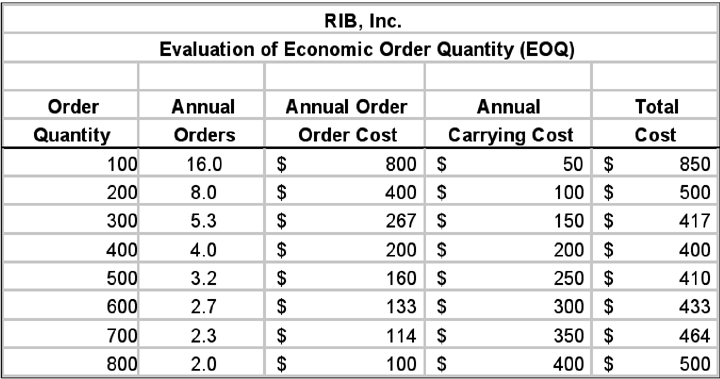 RIB, Inc.
Evaluation of Economic Order Quantity (EOQ)
Order Annual Annual Order Annual Total
Quantity Orders Order Cost Carrying Cost Cost
100 16.0 $ 800 $ 50 $ 850
200 8.0 $ 400 $ 100 $ 500
300 5.3 $ 267 $ 150 $ 417
400 4.0 $ 200 $ 200 $ 400
500 3.2 $ 160 $ 250 $ 410
600 2.7 $ 133 $ 300 $ 433
700 2.3 $ 114 $ 350 $ 464
800 2.0 $ 100 $ 400 $ 500